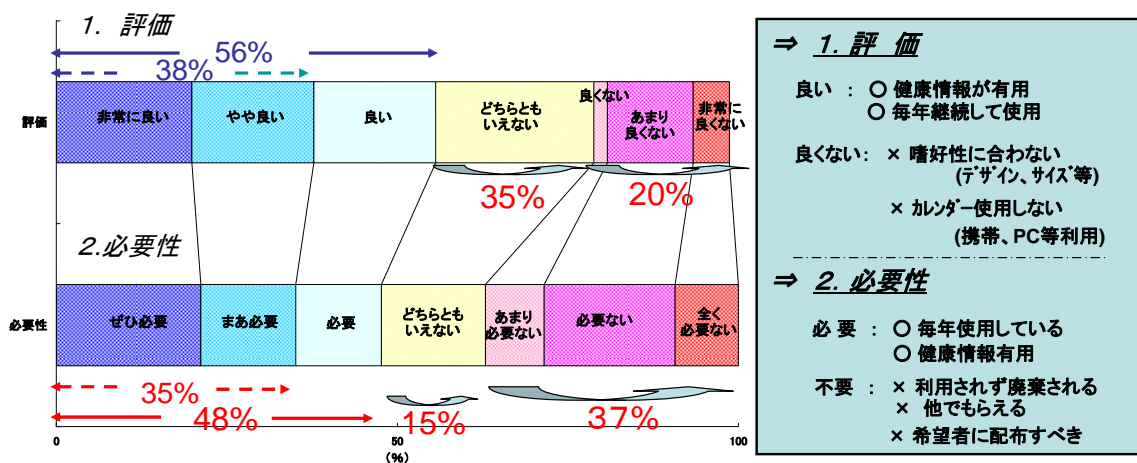 1. 評価
56%
38%
評価
非常に良い
やや良い
良い
どちらとも
いえない
良くない
あまり
良くない
非常に
良くない
35%
20%
2.必要性
必要性
ぜひ必要
まあ必要
必要
どちらとも
いえない
あまり
必要ない
必要ない
全く
必要ない
35%
48%
15%
37%
0
50
100
(%)
⇒ 1. 評 価
良い : ○ 健康情報が有用
○ 毎年継続して使用
良くない: × 嗜好性に合わない
(ﾃﾞｻﾞｲﾝ、ｻｲｽﾞ等)
× ｶﾚﾝﾀﾞｰ使用しない
(携帯、PC等利用)
⇒ 2. 必要性
必 要 : ○ 毎年使用している
○ 健康情報有用
不要 : × 利用されず廃棄される
× 他でもらえる
× 希望者に配布すべき